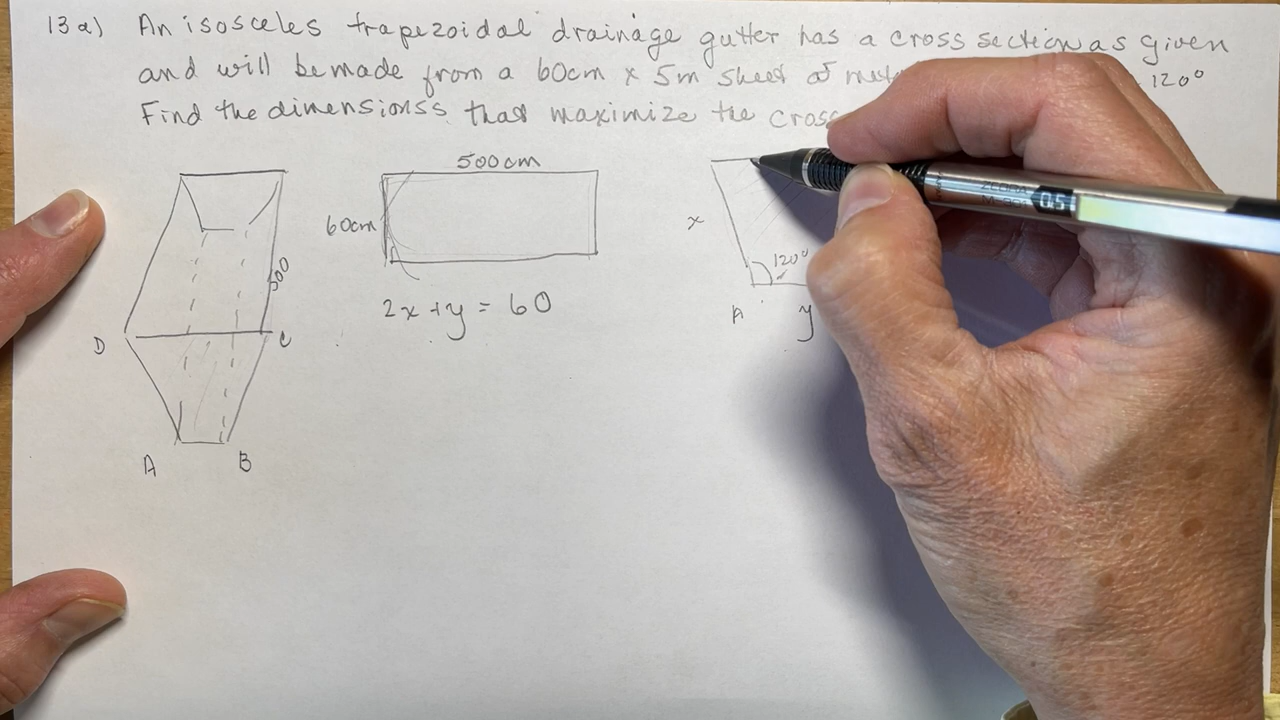 13 a) An isosceles trapezoidal drainage gutter has a cross section as given
and will be made from a 60cm x 5m sheet of 120°
Find the dimensionss that maximize the cross
500cm
60cm
x
120°
500
2x + y = 60
A
y
D
C
A
B
ZEBRA
0.5